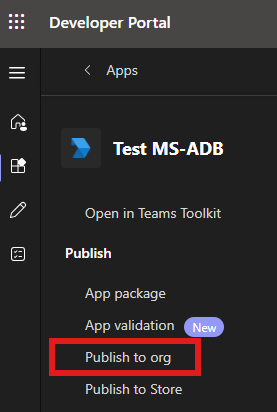 Developer Portal
Apps
Test MS-ADB
Open in Teams Toolkit
Publish
App package
App validation New
Publish to org
Publish to Store